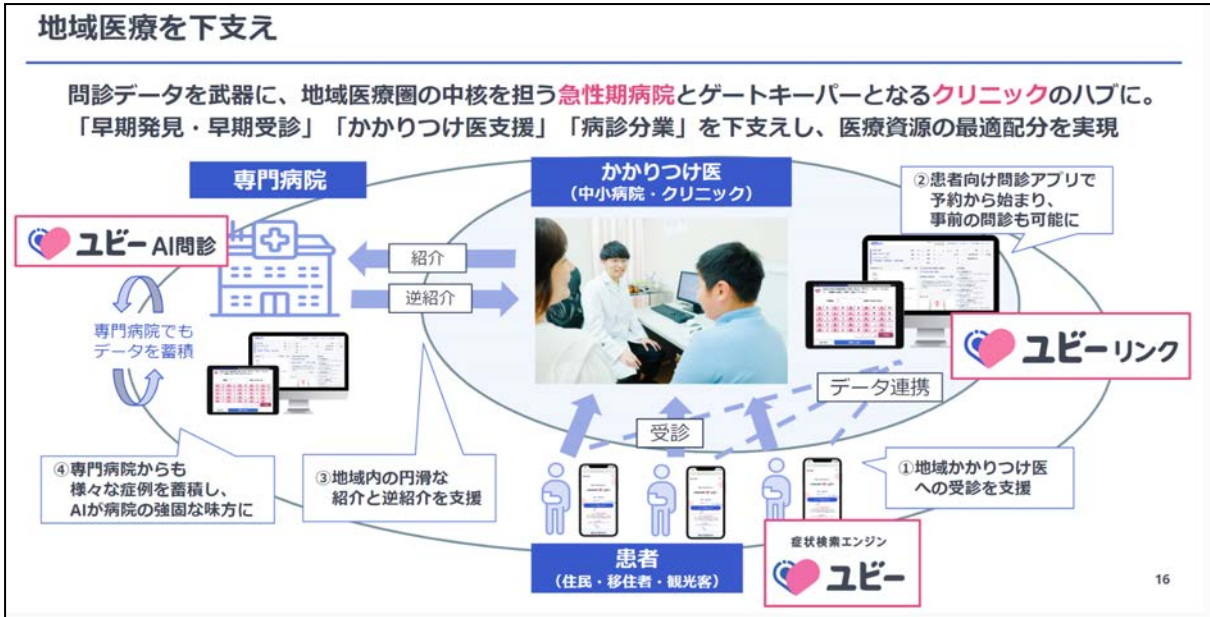 地域医療を下支え
問診データを武器に、地域医療圏の中核を担う急性期病院とゲートキーパーとなるクリニックのハブに。
「早期発見・早期受診」「かかりつけ医支援」「病診分業」を下支えし、医療資源の最適配分を実現
専門病院
ユビーAI問診
専門病院でも
データを蓄積
紹介
逆紹介
かかりつけ医
（中小病院・クリニック）
②患者向け問診アプリで
予約から始まり、
事前の問診も可能に
ユビーリンク
データ連携
受診
④専門病院からも
様々な症例を蓄積し、
AIが病院の強固な味方に
③地域内の円滑な
紹介と逆紹介を支援
①地域かかりつけ医
への受診を支援
患者
（住民・移住者・観光客）
症状検索エンジン
ユビー
16